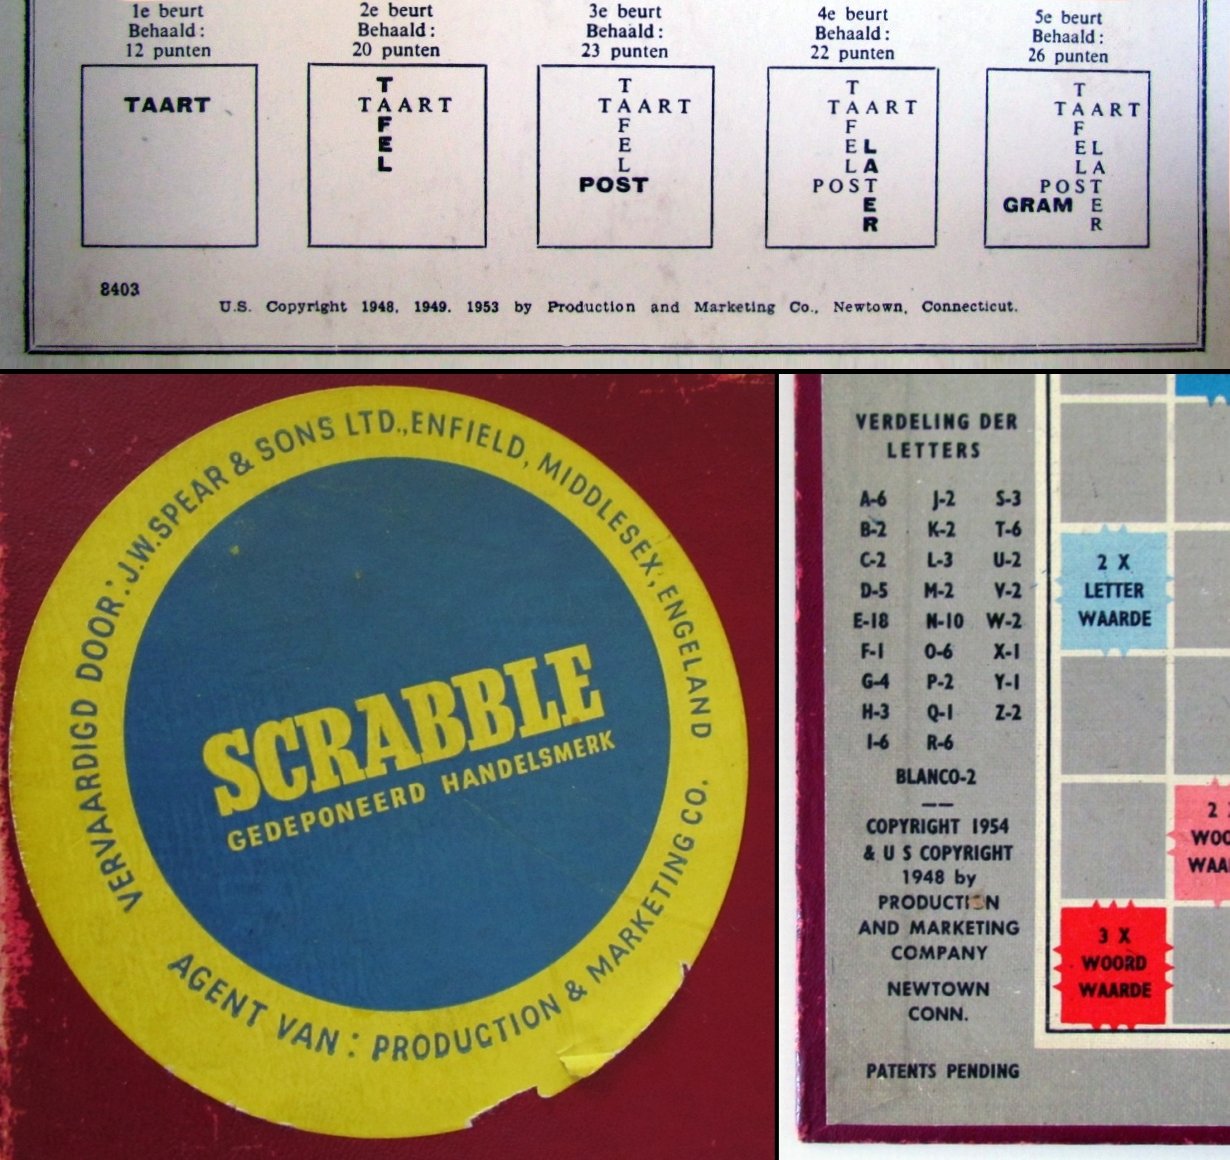 1e beurt
Behaald:
12 punten
TAART
2e beurt
Behaald:
20 punten
T
TAART
F
E
L
3e beurt
Behaald:
23 punten
T
TAART
F
E
L
POST
4e beurt
Behaald:
22 punten
T
TAART
F
EL
LA
POST
E
R
5e beurt
Behaald:
26 punten
T
TAART
F
EL
LA
POST
GRAM E
R
8403
U.S. Copyright 1948, 1949, 1953 by Production and Marketing Co., Newtown, Connecticut.
VERVAARDIGD DOOR: J.W. SPEAR & SONS LTD., ENFIELD, MIDDLESEX, ENGELAND
SCRABBLE
GEDEPONEERD HANDELSMERK
AGENT VAN: PRODUCTION & MARKETING CO.
VERDELING DER
LETTERS
A-6 J-2 S-3
B-2 K-2 T-6
C-2 L-3 U-2
D-5 M-2 V-2
E-18 N-10 W-2
F-1 O-6 X-1
G-4 P-2 Y-1
H-3 Q-1 Z-2
I-6 R-6
BLANCO-2
COPYRIGHT 1954
& U S COPYRIGHT
1948 by
PRODUCTION
AND MARKETING
COMPANY
NEWTOWN
CONN.
PATENTS PENDING
2 X
LETTER
WAARDE
2
WOO
WAA
3 X
WOORD
WAARDE